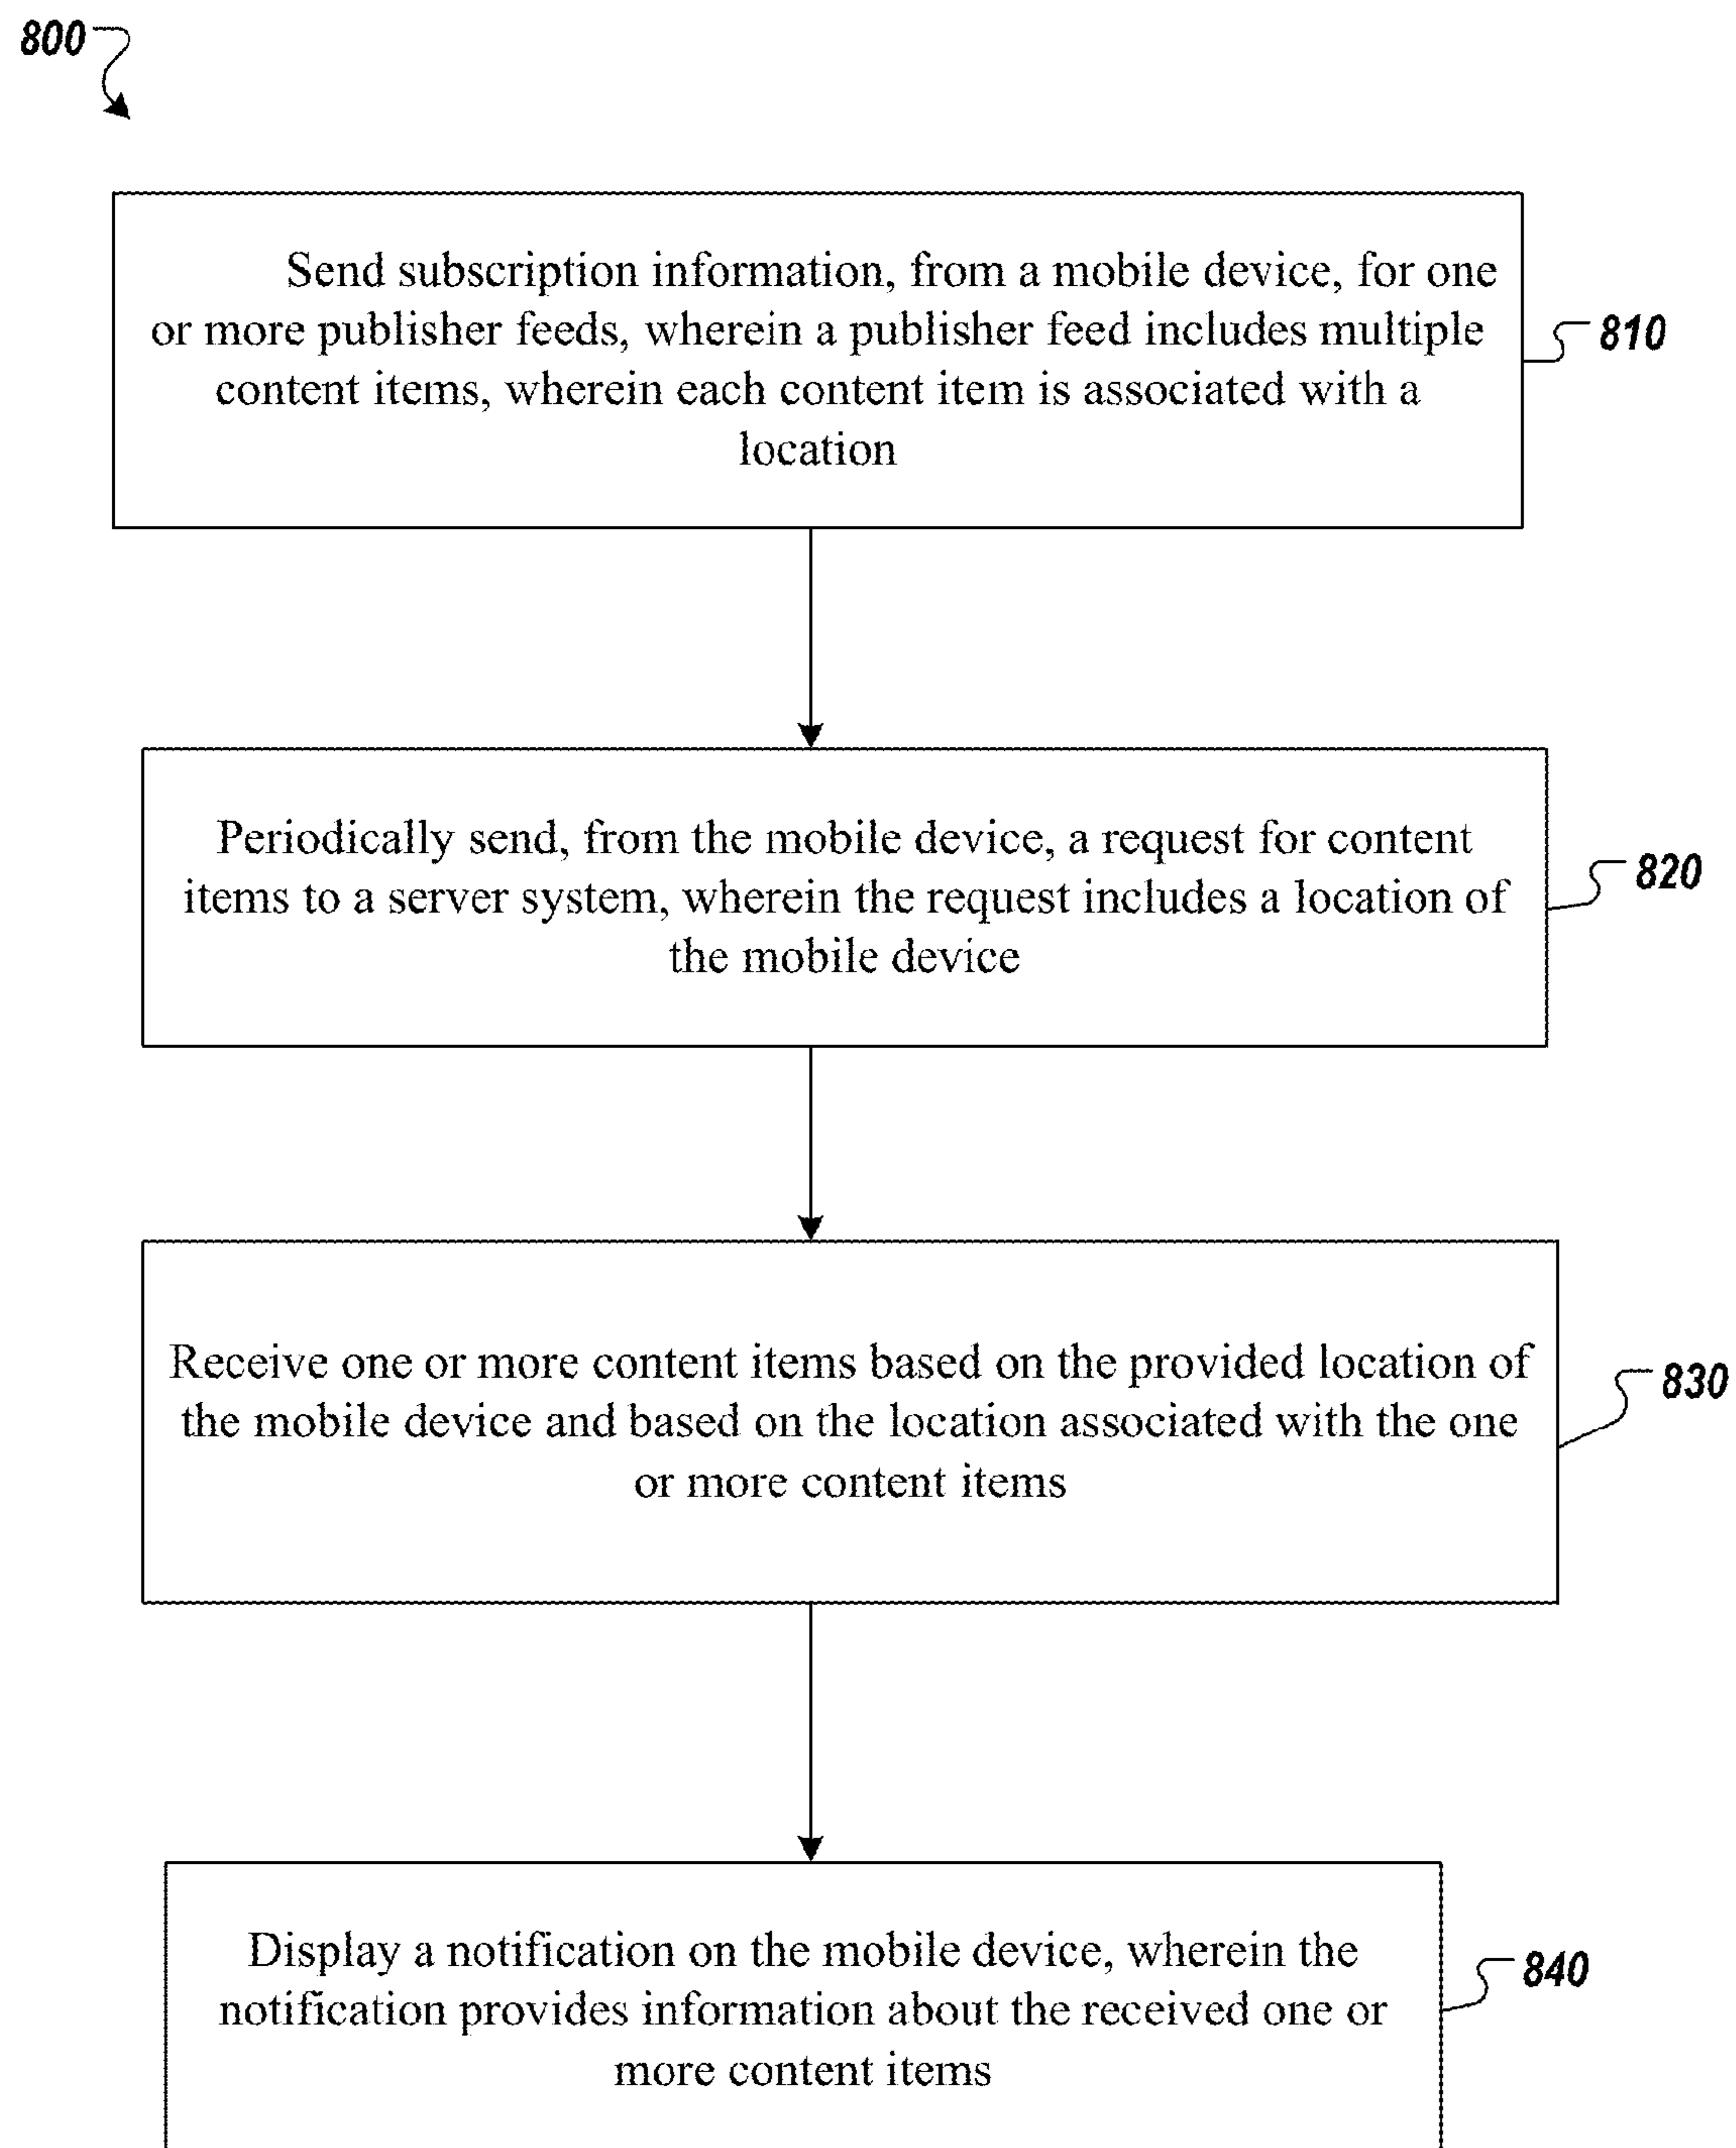 800
Send subscription information, from a mobile device, for one
or more publisher feeds, wherein a publisher feed includes multiple
content items, wherein each content item is associated with a
location
810
Periodically send, from the mobile device, a request for content
items to a server system, wherein the request includes a location of
the mobile device
820
Receive one or more content items based on the provided location of
the mobile device and based on the location associated with the one
or more content items
830
Display a notification on the mobile device, wherein the
notification provides information about the received one or
more content items
840